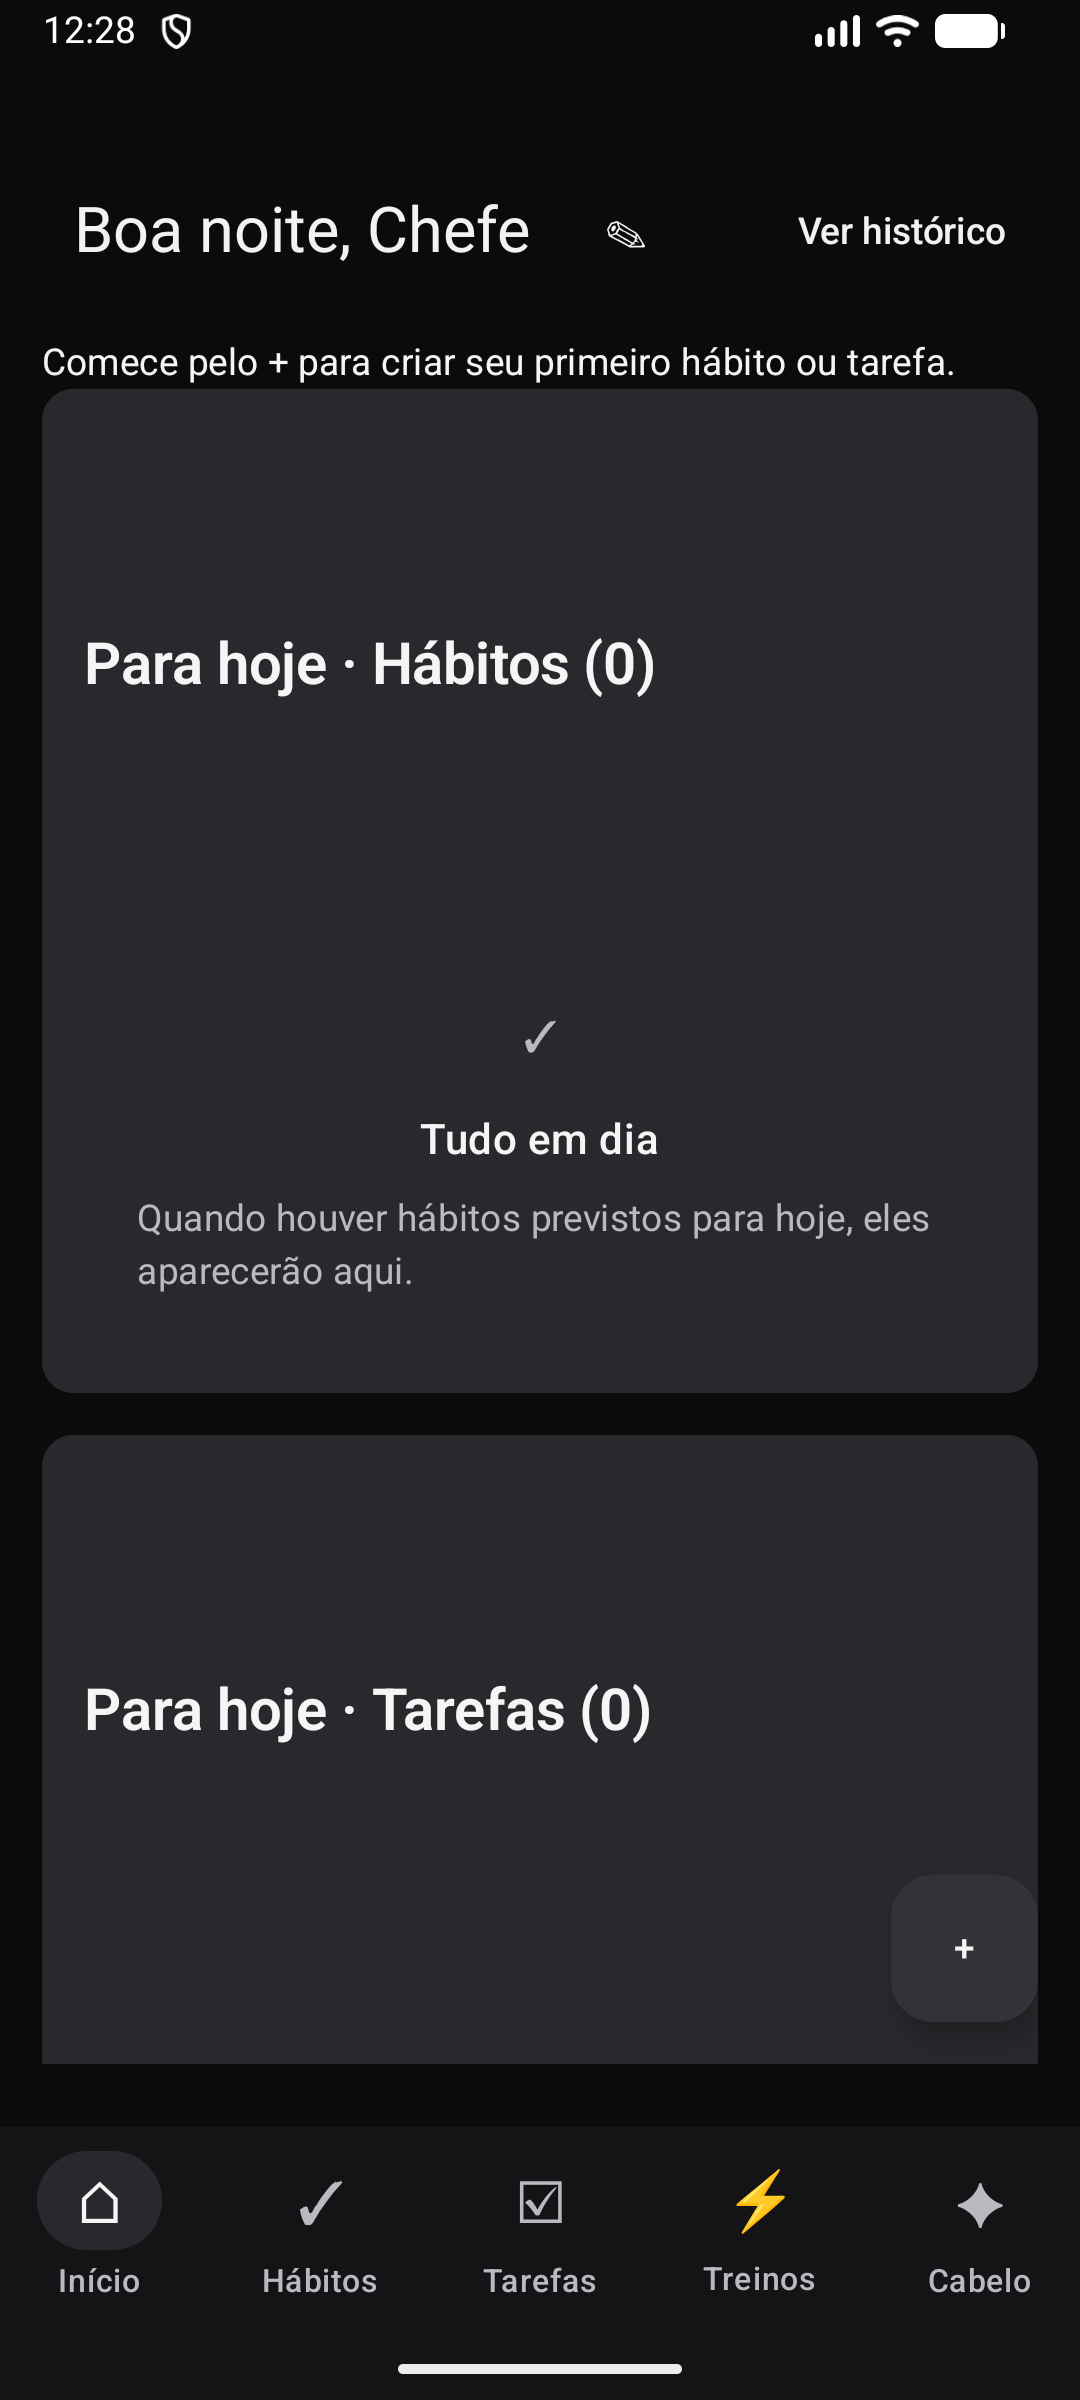 12:28
Boa noite, Chefe ✎ Ver histórico
Comece pelo + para criar seu primeiro hábito ou tarefa.
Para hoje · Hábitos (0)
✓
Tudo em dia
Quando houver hábitos previstos para hoje, eles
aparecerão aqui.
Para hoje · Tarefas (0)
+
Início Hábitos Tarefas Treinos Cabelo